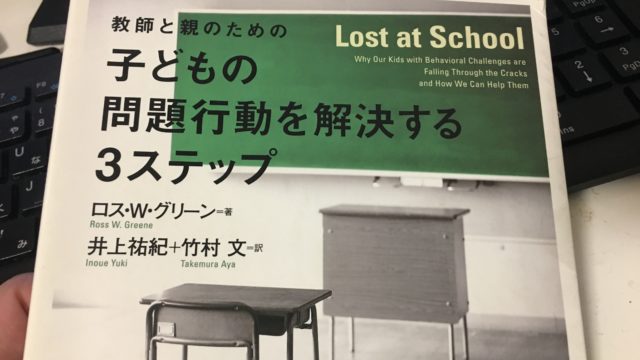 教師と親のための
子どもの
問題行動を解決する
3ステップ
Lost at School
Why Our Kids with Behavioral Challenges are
Falling Through the Cracks
and How We Can Help Them
ロス・W・グリーン=著
Ross W. Greene
井上祐紀+竹村 文=訳
Inoue Yuki Takemura Aya